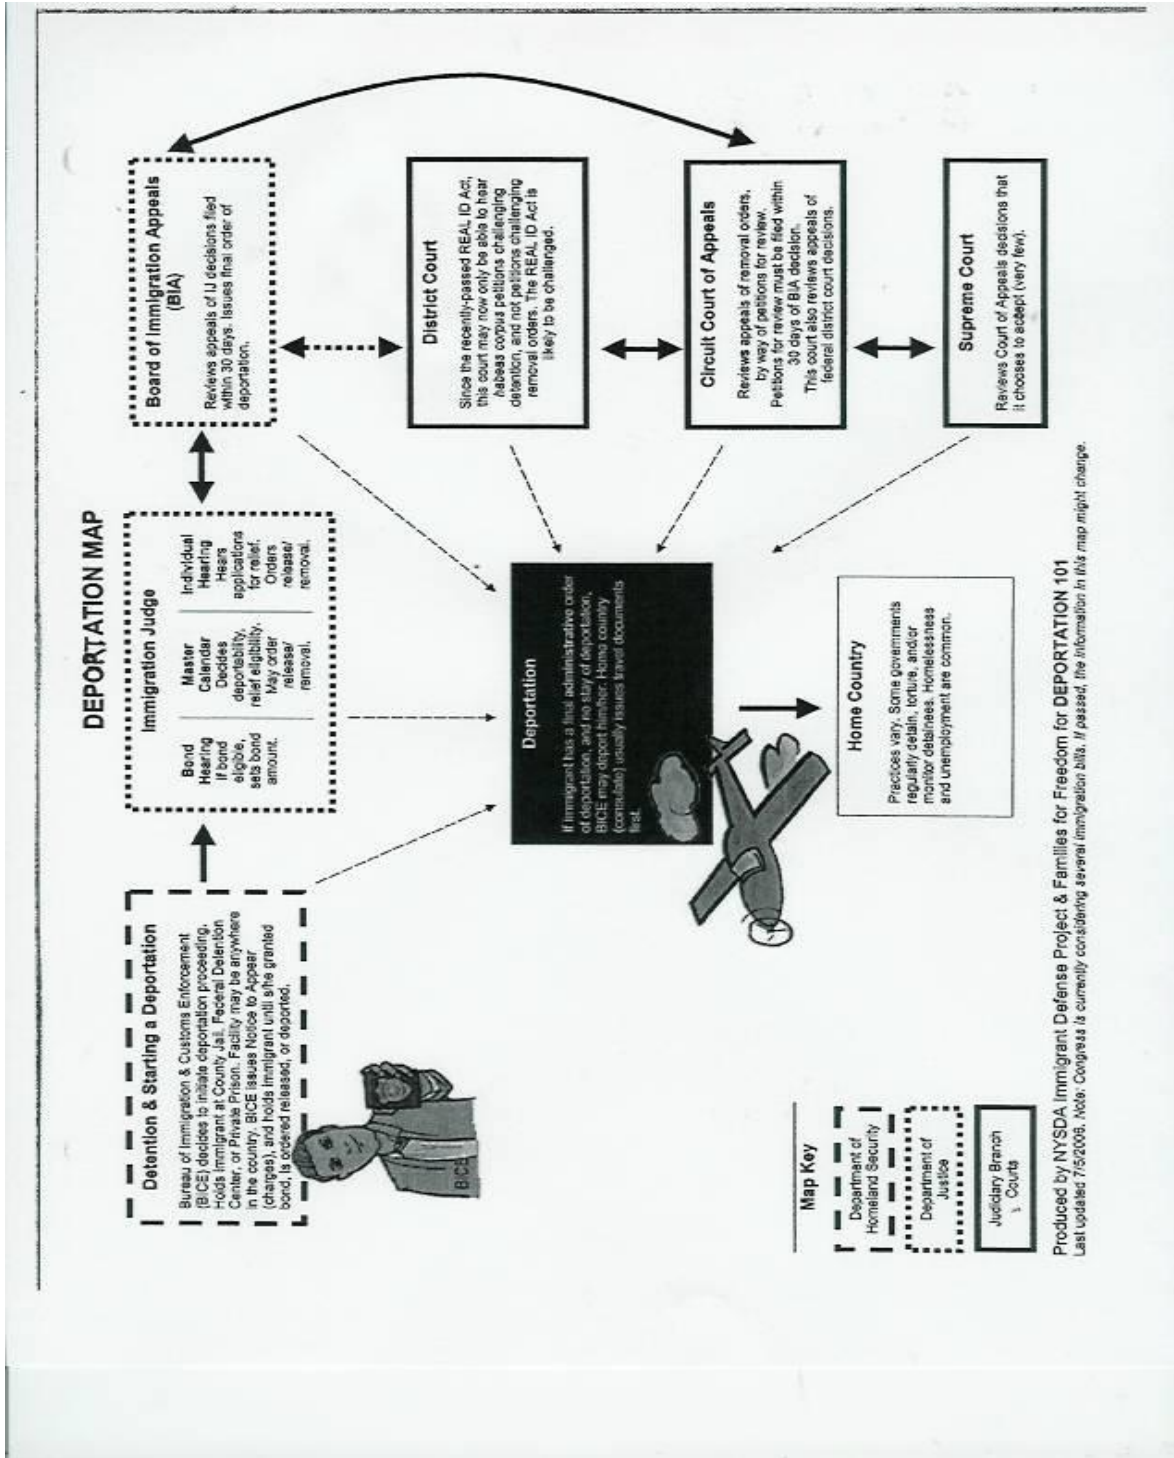 DEPORTATION MAP
Detention & Starting a Deportation
Bureau of Immigration & Customs Enforcement
(BICE) decides to initiate deportation proceeding.
Holds Immigrant at County Jail, Federal Detention
Center, or Private Prison. Facility may be anywhere
in the country. BICE issues Notice to Appear
(charges), and holds immigrant until s/he granted
bond, is ordered released, or deported.
BICE
Immigration Judge
Bond
Hearing
If bond
eligible,
sets bond
amount.
Master
Calendar
Decides
deportability,
relief eligibility.
May order
release/
removal.
Individual
Hearing
Hears
applications
for relief.
Orders
release/
removal.
Board of Immigration Appeals
(BIA)
Reviews appeals of IJ decisions filed
within 30 days. Issues final order of
deportation.
District Court
Since the recently-passed REAL ID Act,
this court may now only be able to hear
habeas corpus petitions challenging
detention, and not petitions challenging
removal orders. The REAL ID Act is
likely to be challenged.
Circuit Court of Appeals
Reviews appeals of removal orders,
by way of petitions for review.
Petitions for review must be filed within
30 days of BIA decision.
This court also reviews appeals of
federal district court decisions.
Supreme Court
Reviews Court of Appeals decisions that
it chooses to accept (very few).
Deportation
If immigrant has a final administrative order
of deportation, and no stay of deportation,
BICE may deport him/her. Home country
(consulate) usually issues travel documents
first.
Home Country
Practices vary. Some governments
regularly detain, torture, and/or
monitor detainees. Homelessness
and unemployment are common.
Map Key
Department of
Homeland Security
Department of
Justice
Judiciary Branch
Courts
Produced by NYSDA Immigrant Defense Project & Families for Freedom for DEPORTATION 101
Last updated 7/5/2006. Note: Congress is currently considering several immigration bills. If passed, the information in this map might change.